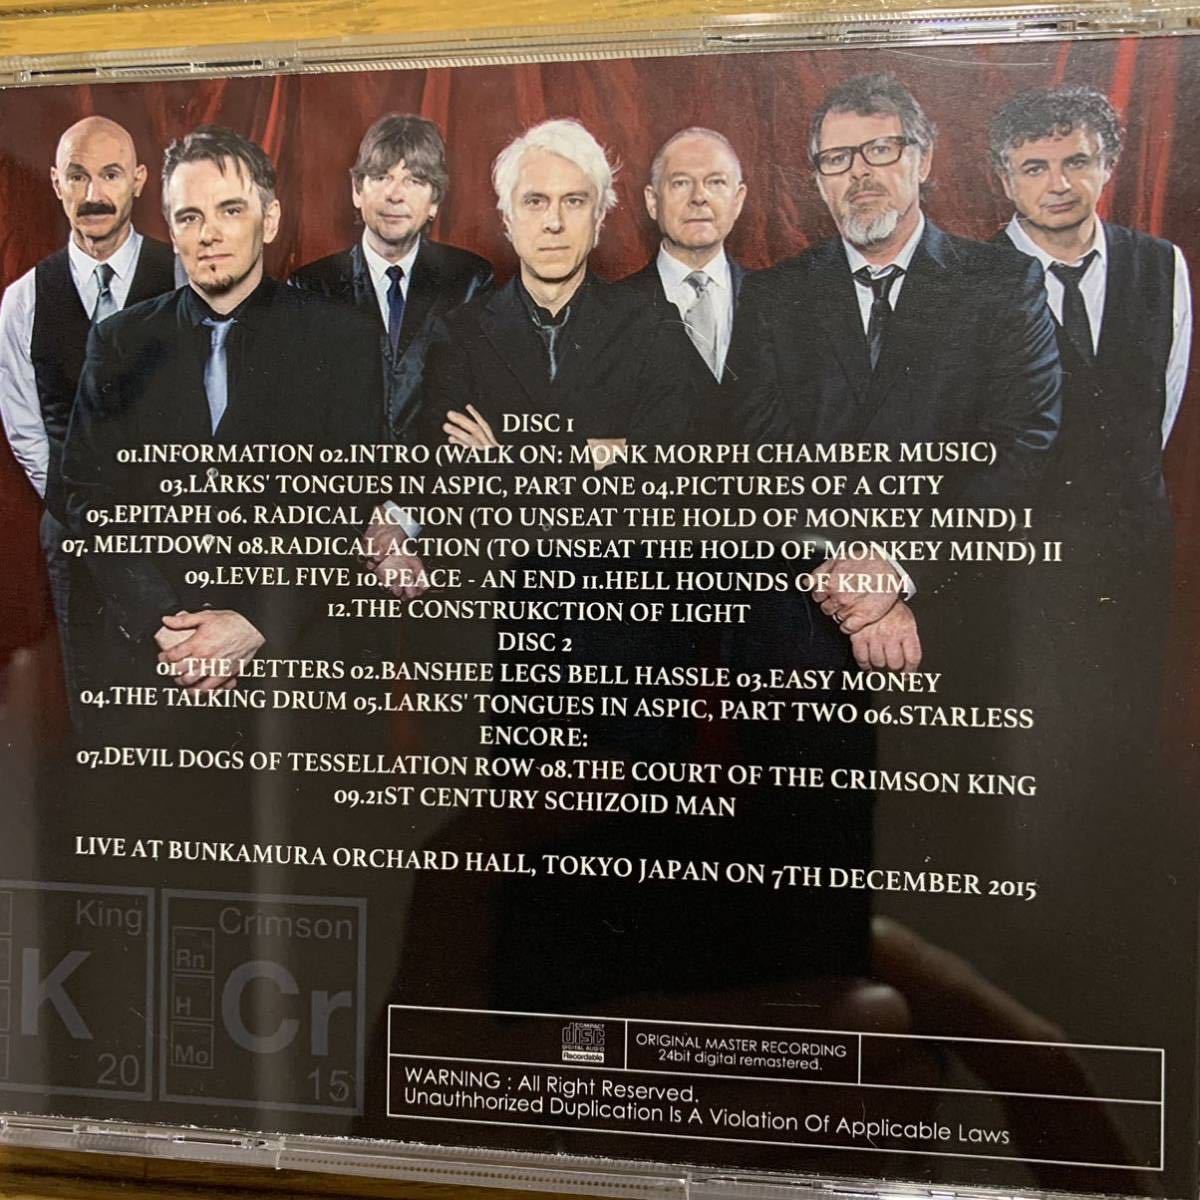 DISC 1
01.INFORMATION 02.INTRO (WALK ON: MONK MORPH CHAMBER MUSIC)
03.LARKS' TONGUES IN ASPIC, PART ONE 04.PICTURES OF A CITY
05.EPITAPH 06. RADICAL ACTION (TO UNSEAT THE HOLD OF MONKEY MIND) I
07. MELTDOWN 08.RADICAL ACTION (TO UNSEAT THE HOLD OF MONKEY MIND) II
09.LEVEL FIVE 10.PEACE - AN END 11.HELL HOUNDS OF KRIM
12.THE CONSTRUKCTION OF LIGHT
DISC 2
01.THE LETTERS 02.BANSHEE LEGS BELL HASSLE 03.EASY MONEY
04.THE TALKING DRUM 05.LARKS' TONGUES IN ASPIC, PART TWO 06.STARLESS
ENCORE:
07.DEVIL DOGS OF TESSELLATION ROW 08.THE COURT OF THE CRIMSON KING
09.21ST CENTURY SCHIZOID MAN
LIVE AT BUNKAMURA ORCHARD HALL, TOKYO JAPAN ON 7TH DECEMBER 2015
King
K
20
Crimson
Rn
H
Mo
Cr
15
COMPACT
disc
DIGITAL AUDIO
Recordable
ORIGINAL MASTER RECORDING
24bit digital remastered.
WARNING : All Right Reserved.
Unauthhorized Duplication Is A Violation Of Applicable Laws